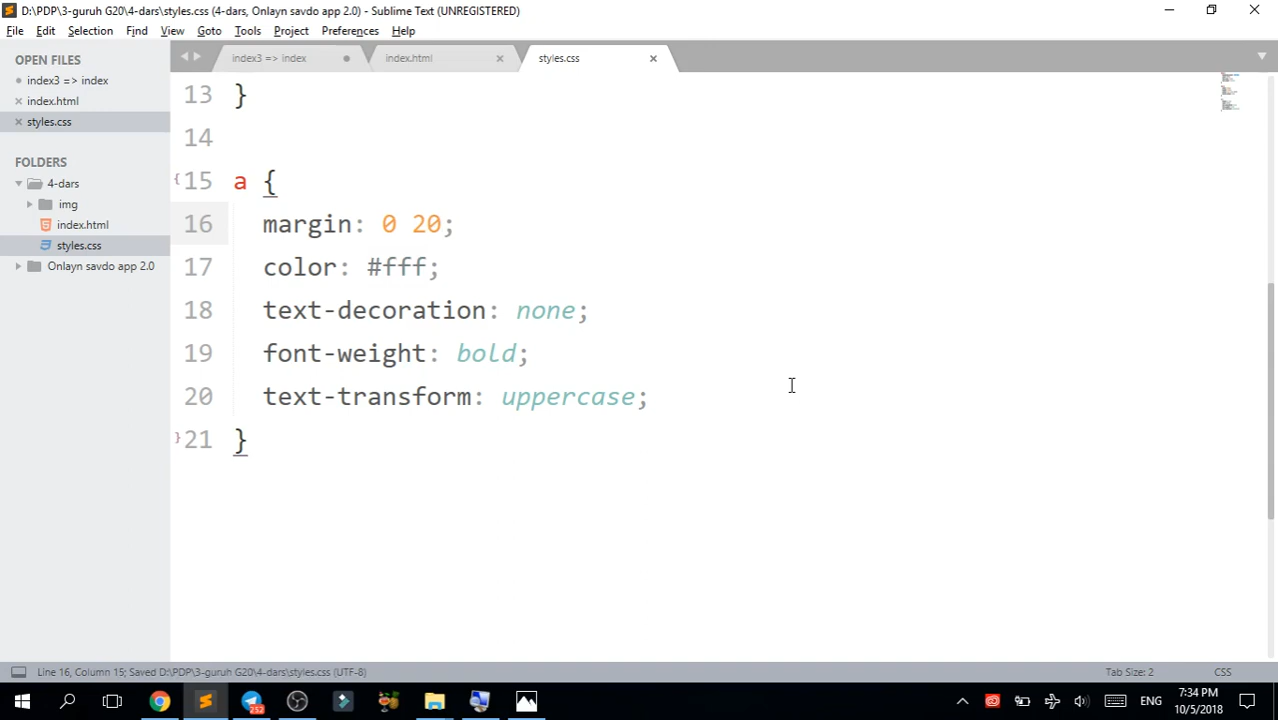 D:\PDP\3-guruh G20\4-dars\styles.css (4-dars, Onlayn savdo app 2.0) - Sublime Text (UNREGISTERED)
File Edit Selection Find View Goto Tools Project Preferences Help
OPEN FILES
index3 => index
index.html
styles.css
FOLDERS
4-dars
img
index.html
styles.css
Onlayn savdo app 2.0
index3 => index index.html styles.css
13 }
14
15 a {
16 margin: 0 20;
17 color: #fff;
18 text-decoration: none;
19 font-weight: bold;
20 text-transform: uppercase;
21 }
Line 16, Column 15; Saved D:\PDP\3-guruh G20\4-dars\styles.css (UTF-8) Tab Size: 2 CSS
252
ENG
7:34 PM
10/5/2018